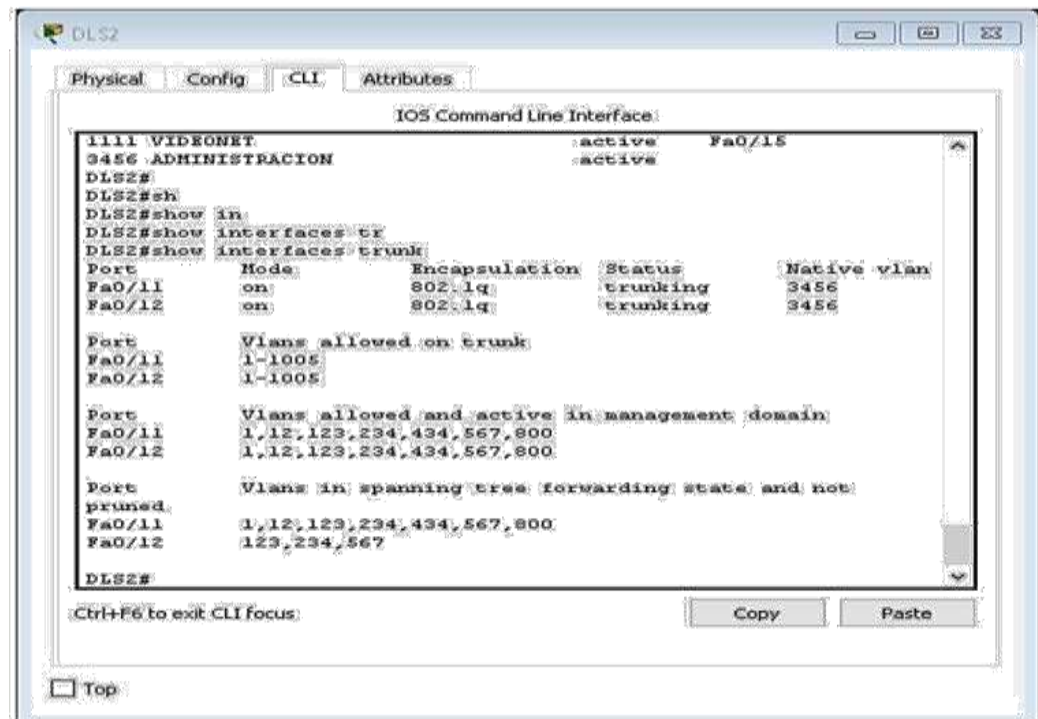 DLS2
Physical Config CLI Attributes
IOS Command Line Interface
1111 VIDEONET active Fa0/15
3456 ADMINISTRACION active
DLS2#
DLS2#sh
DLS2#show in
DLS2#show interfaces tr
DLS2#show interfaces trunk
Port Mode Encapsulation Status Native vlan
Fa0/11 on 802.1q trunking 3456
Fa0/12 on 802.1q trunking 3456
Port Vlans allowed on trunk
Fa0/11 1-1005
Fa0/12 1-1005
Port Vlans allowed and active in management domain
Fa0/11 1,12,123,234,434,567,800
Fa0/12 1,12,123,234,434,567,800
Port Vlans in spanning tree forwarding state and not
pruned
Fa0/11 1,12,123,234,434,567,800
Fa0/12 123,234,567
DLS2#
Ctrl+F6 to exit CLI focus
Copy Paste
Top